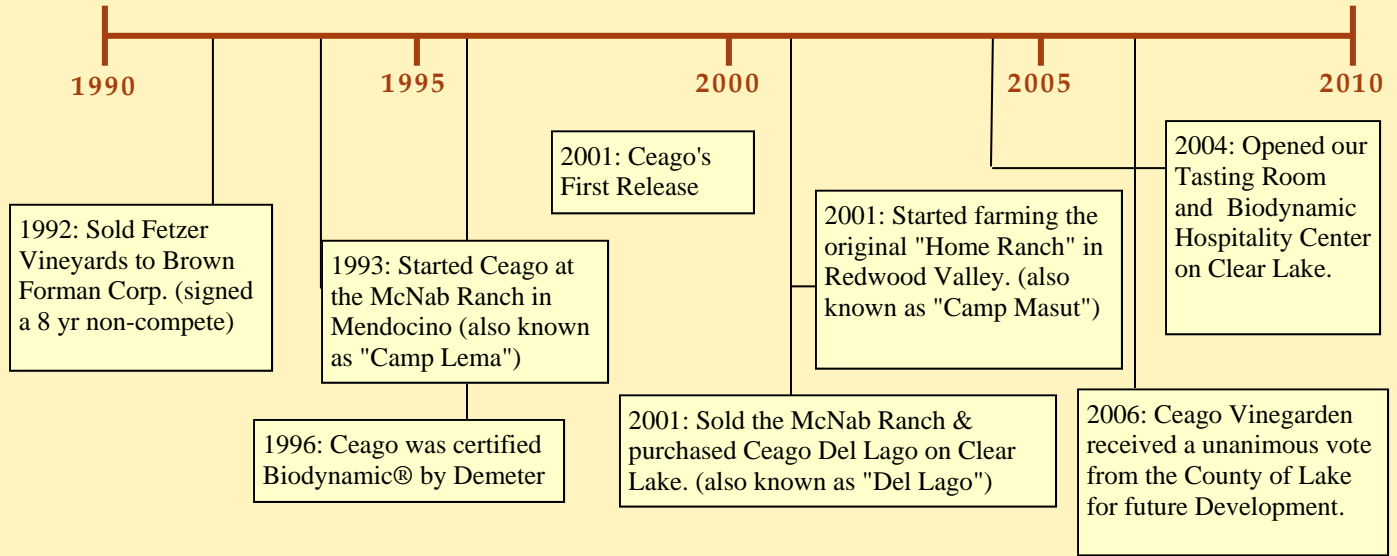 1990
1995
2000
2005
2010
1992: Sold Fetzer
Vineyards to Brown
Forman Corp. (signed
a 8 yr non-compete)
1993: Started Ceago at
the McNab Ranch in
Mendocino (also known
as "Camp Lema")
1996: Ceago was certified
Biodynamic® by Demeter
2001: Ceago's
First Release
2001: Sold the McNab Ranch &
purchased Ceago Del Lago on Clear
Lake. (also known as "Del Lago")
2001: Started farming the
original "Home Ranch" in
Redwood Valley. (also
known as "Camp Masut")
2004: Opened our
Tasting Room
and Biodynamic
Hospitality Center
on Clear Lake.
2006: Ceago Vinegarden
received a unanimous vote
from the County of Lake
for future Development.